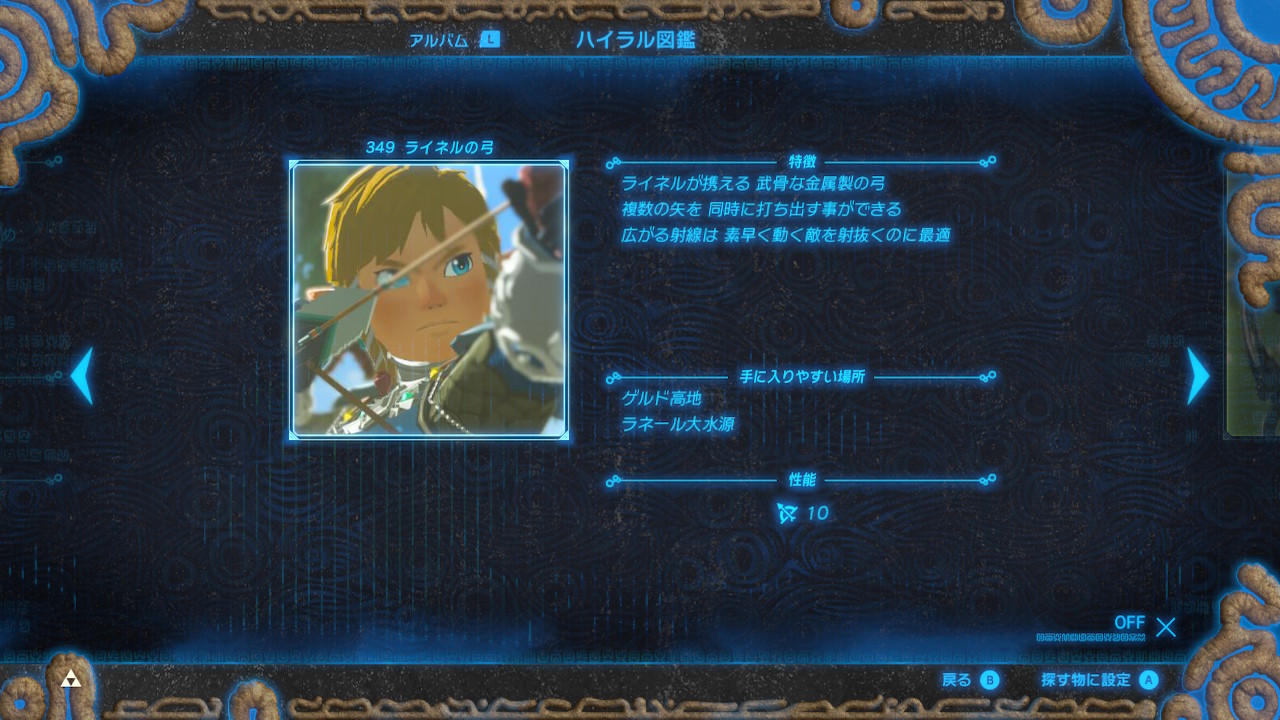 アルバム L
ハイラル図鑑
349 ライネルの弓
特徴
ライネルが携える 武骨な金属製の弓
複数の矢を 同時に打ち出す事ができる
広がる射線は 素早く動く敵を射抜くのに最適
手に入りやすい場所
ゲルド高地
ラネール大水源
性能
10
OFF
戻る B
探す物に設定 A